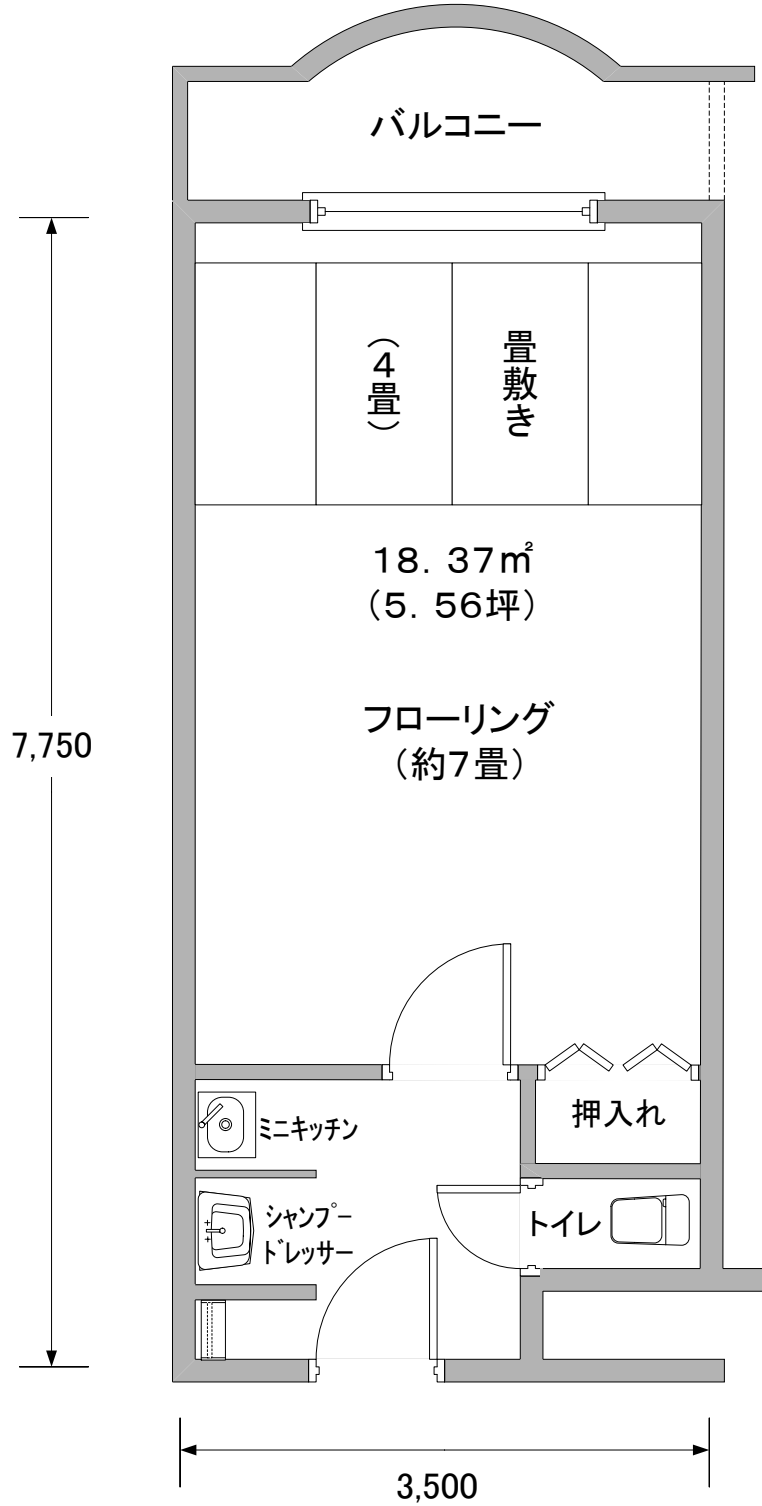 バルコニー
畳敷き
（4畳）
18．37㎡
（5．56坪）
フローリング
（約7畳）
7,750
押入れ
ﾐﾆｷｯﾁﾝ
ｼｬﾝﾌﾟｰ
ﾄﾞﾚｯｻｰ
トイレ
3,500